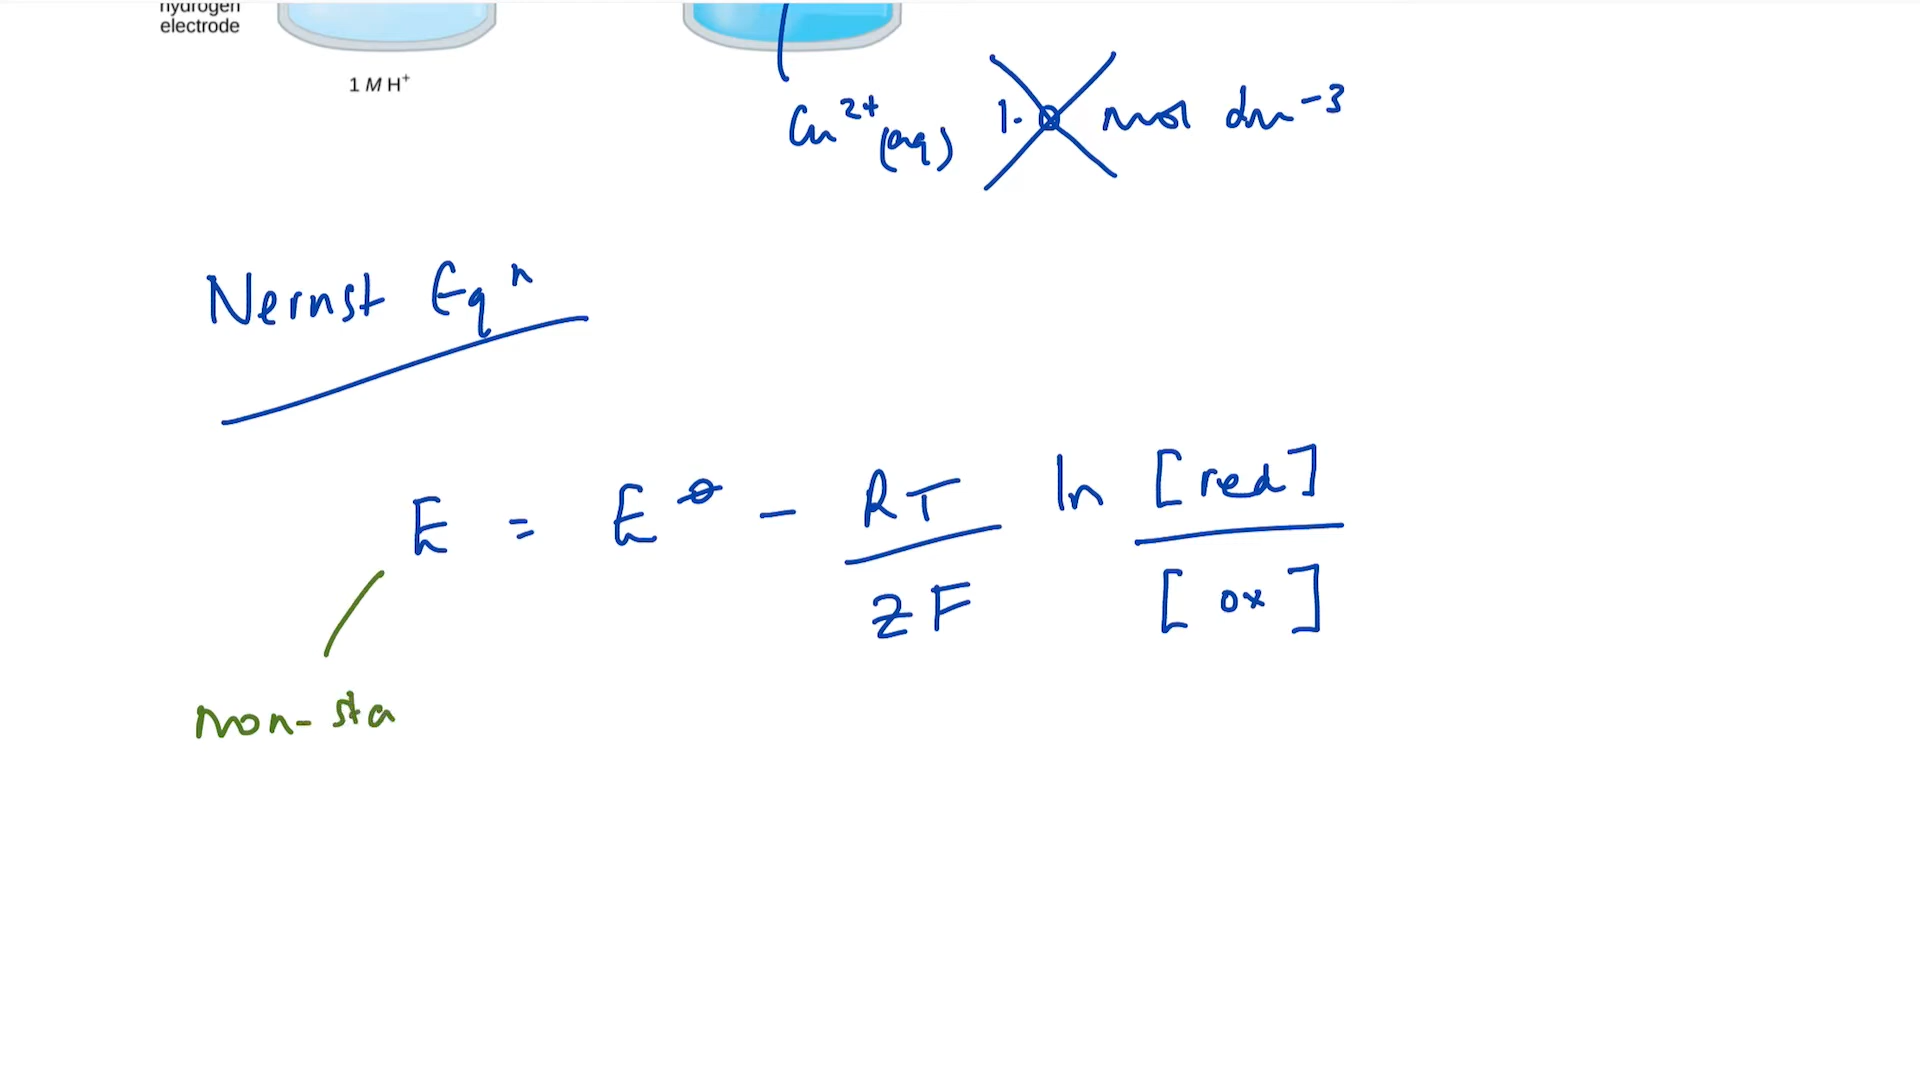 hydrogen
electrode
1 M H⁺
Cu²⁺(aq) 1.0 mol dm⁻³
Nernst Eqⁿ
E = E^⦵ − RT/zF ln [red]/[ox]
non-sta